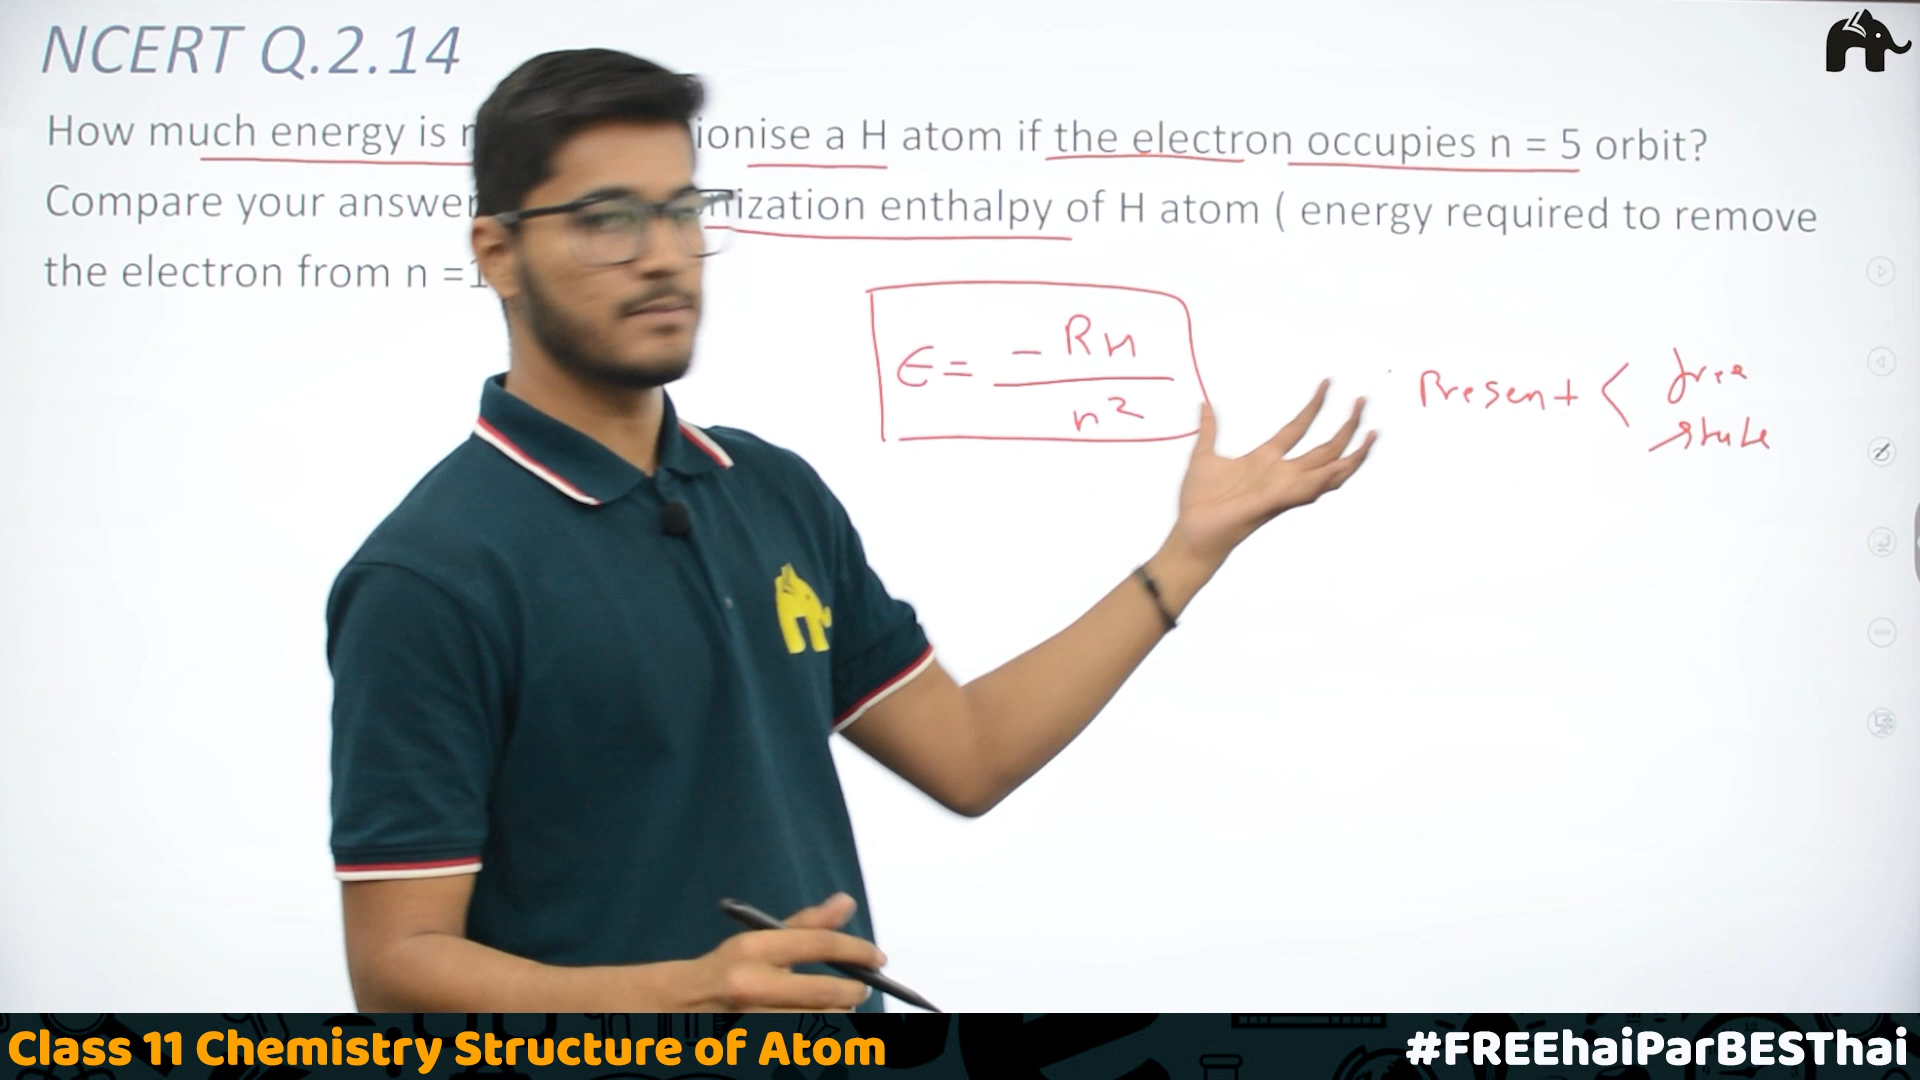 NCERT Q.2.14
How much energy is ionise a H atom if the electron occupies n = 5 orbit?
Compare your answer nization enthalpy of H atom ( energy required to remove
the electron from n =1
E = - RH
n²
Present < free
state
Class 11 Chemistry Structure of Atom
#FREEhaiParBESThai